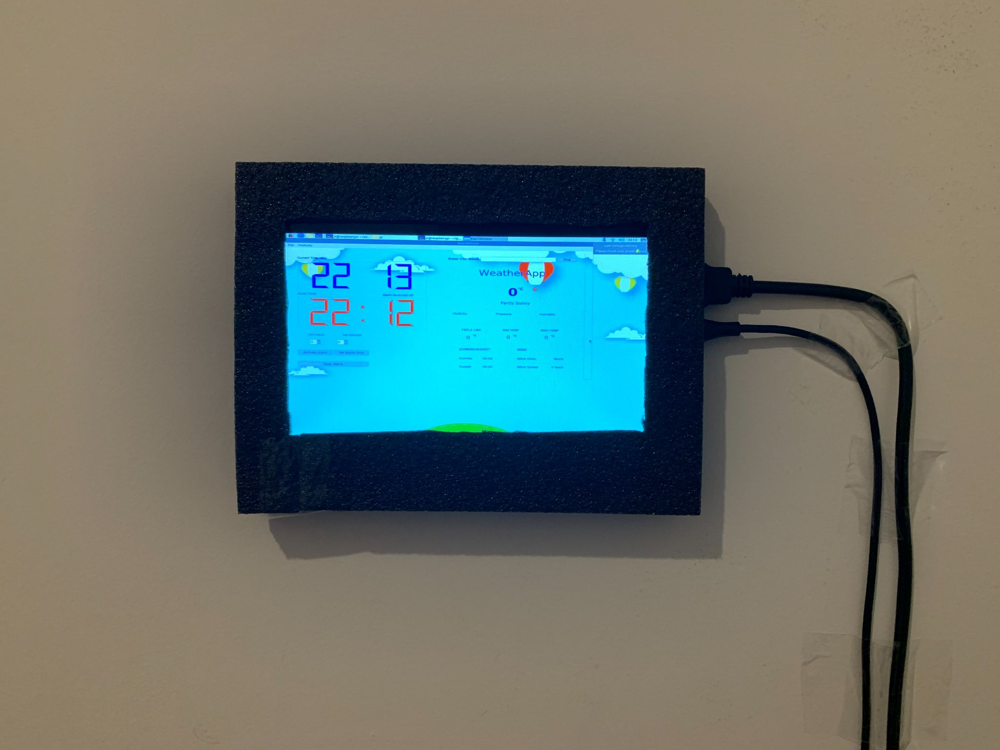 pi@raspberrypi: ~/sd... pi pi@raspberrypi: ~/qt_... MainWindow 22:13
MainWindow
File Features
Low voltage warning
Please check your power
Current Time
22 13
Alarm Time Alarm Switched Off
22: 12
Set Hours Set Minutes
0 0
Activate Alarm Set Alarm Time
Stop Alarm
Enter City Name Find
WeatherApp
0 °C
Partly Sunny
Visibility Pressure Humidity
FEELS LIKE MIN TEMP MAX TEMP
0 °C 0 °C 0 °C
SUNRISE/SUNSET WIND
Sunrise 00:00 Wind Direc North
Sunset 00:00 Wind Speed 0 km/h